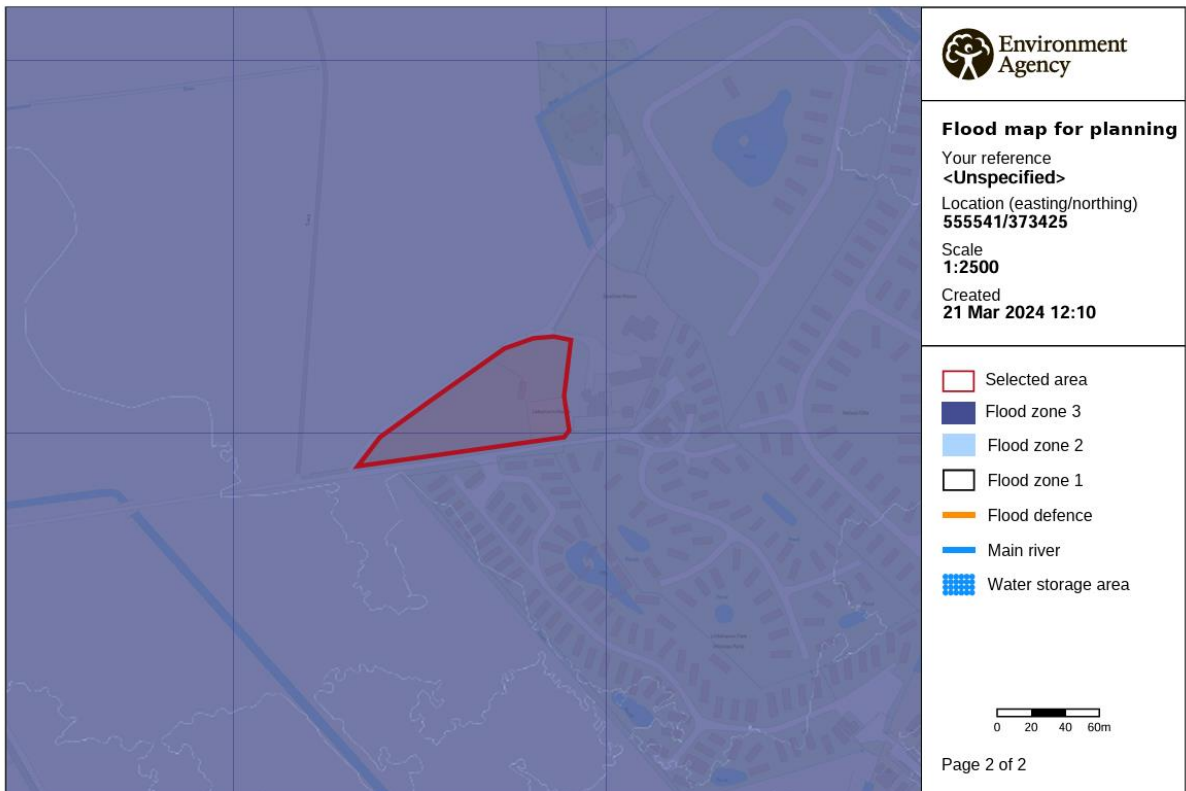 Environment
Agency
Flood map for planning
Your reference
<Unspecified>
Location (easting/northing)
555541/373425
Scale
1:2500
Created
21 Mar 2024 12:10
Selected area
Flood zone 3
Flood zone 2
Flood zone 1
Flood defence
Main river
Water storage area
0 20 40 60m
Page 2 of 2